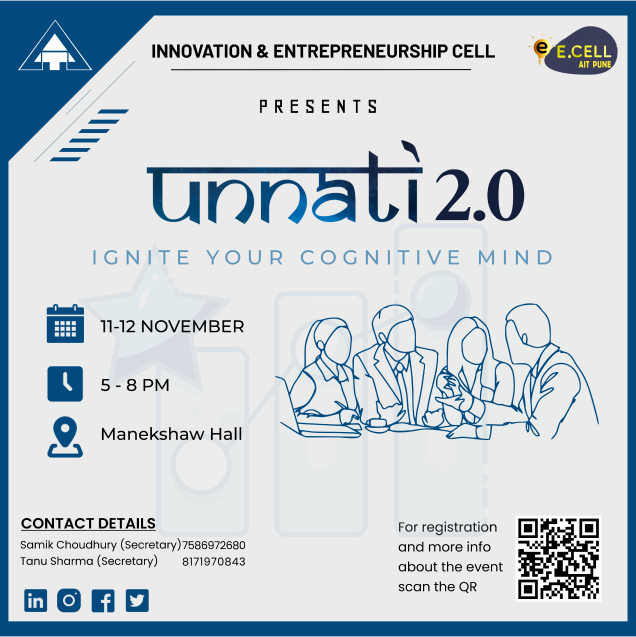 INNOVATION & ENTREPRENEURSHIP CELL
e E.CELL
AIT PUNE
PRESENTS
unnatì 2.0
IGNITE YOUR COGNITIVE MIND
11-12 NOVEMBER
5 - 8 PM
Manekshaw Hall
CONTACT DETAILS
Samik Choudhury (Secretary) 7586972680
Tanu Sharma (Secretary) 8171970843
For registration
and more info
about the event
scan the QR
in f